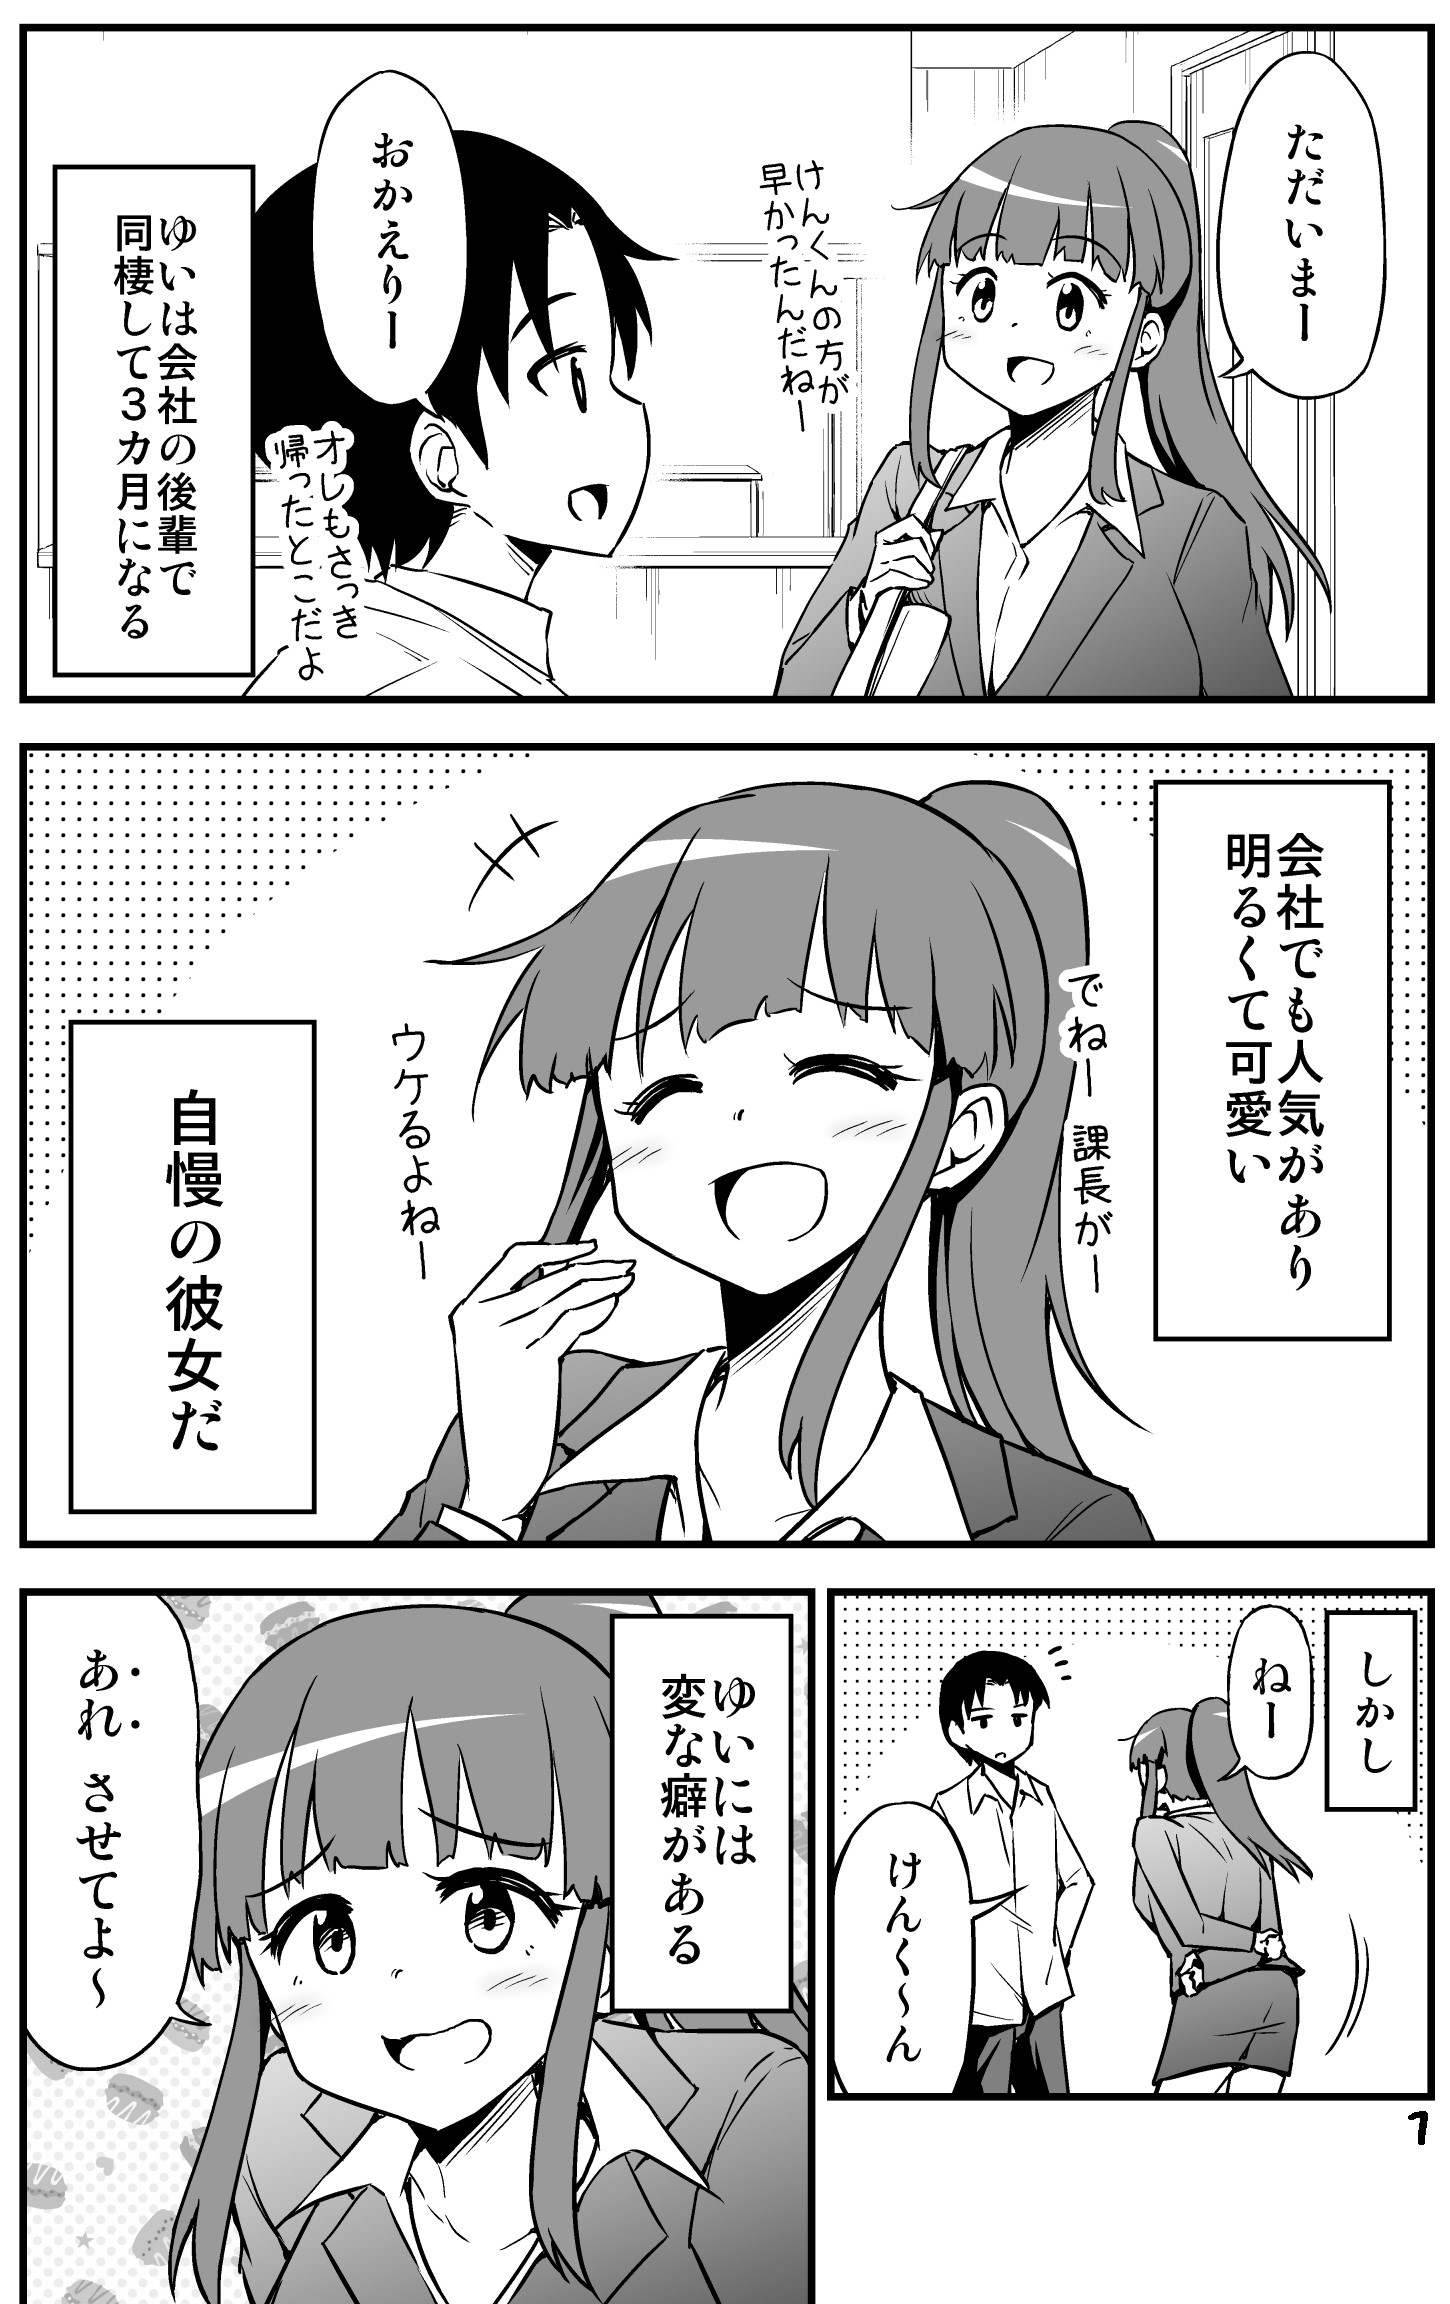 ただいまー
けんくんの方が
早かったんだねー
おかえりー
オレもさっき
帰ったとこだよ
ゆいは会社の後輩で
同棲して3カ月になる
会社でも人気があり
明るくて可愛い
でねー 課長がー
ウケるよねー
自慢の彼女だ
しかし
ねー
けんく〜ん
ゆいには
変な癖がある
あれ させてよ〜
1